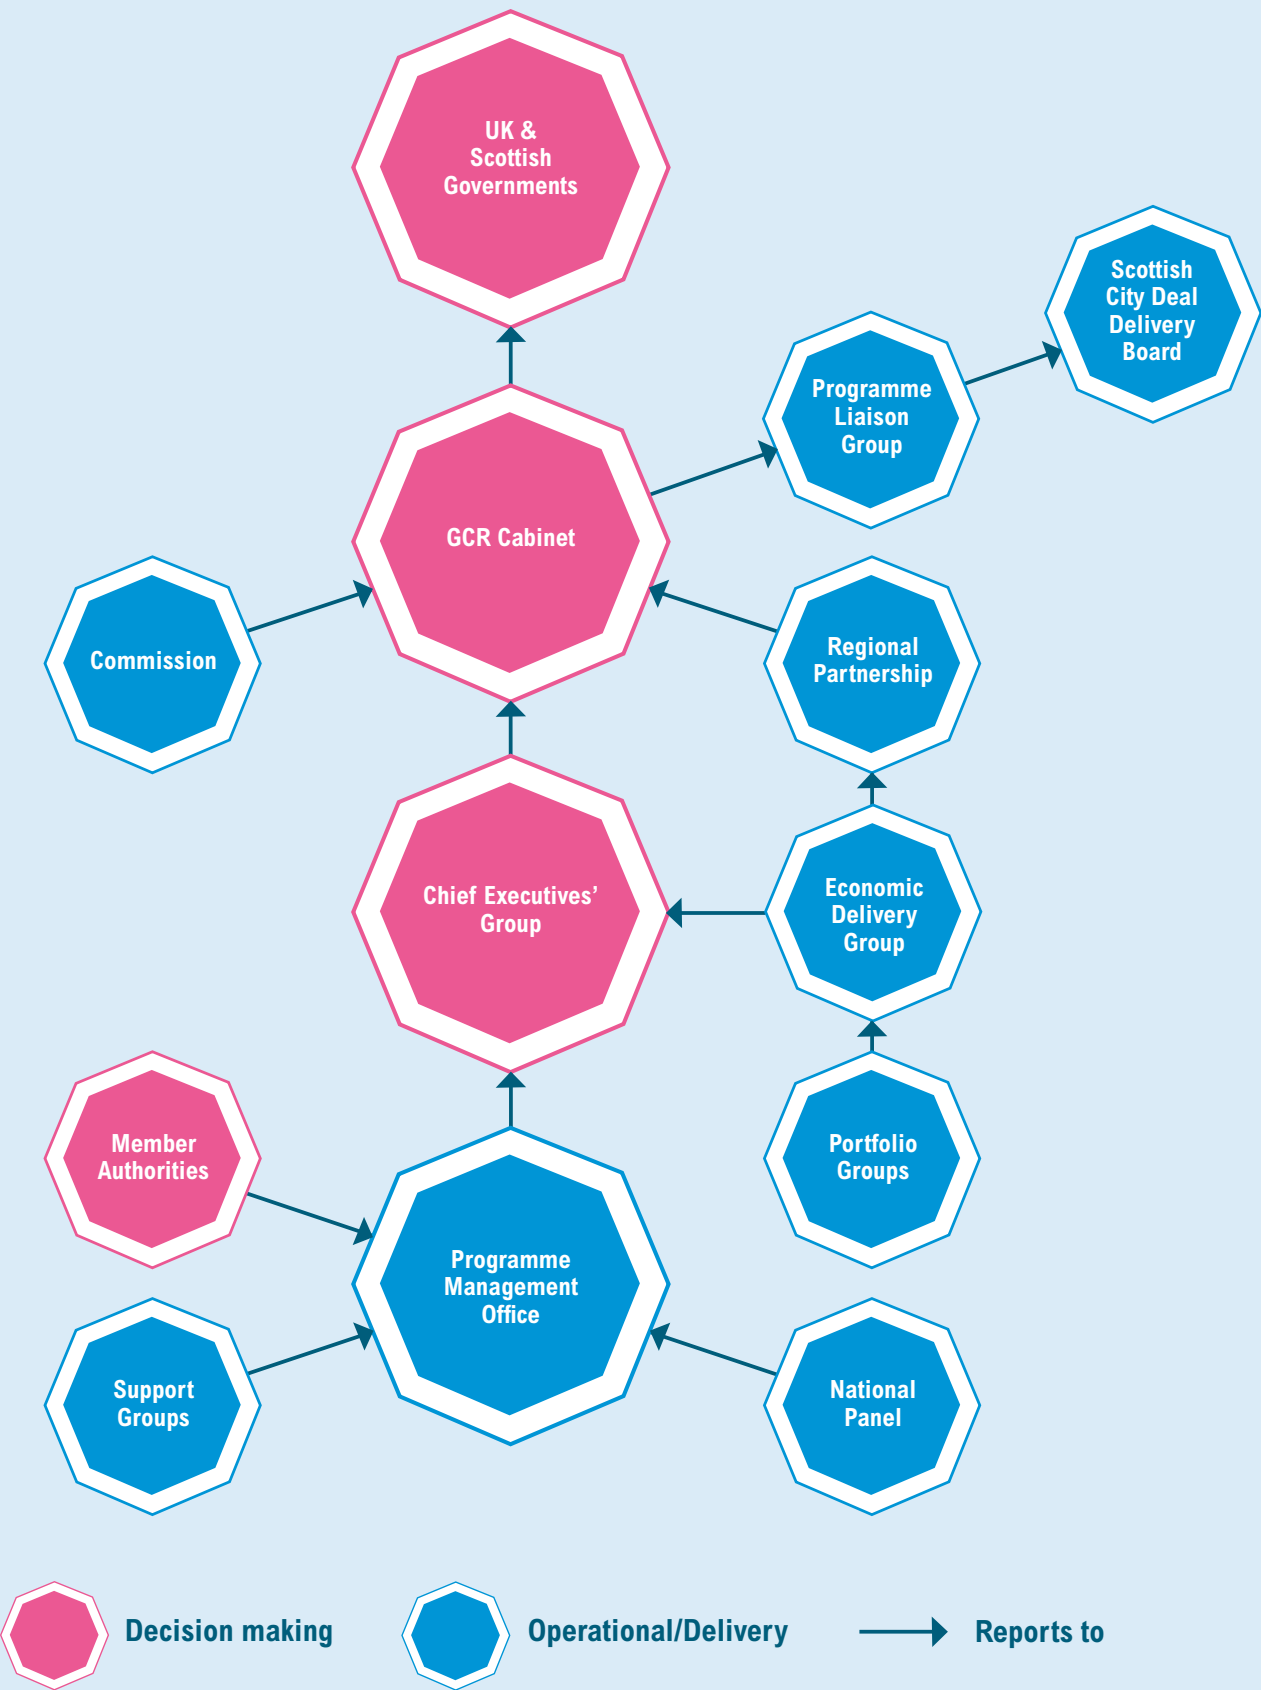 UK &
Scottish
Governments
Scottish
City Deal
Delivery
Board
Programme
Liaison
Group
GCR Cabinet
Commission
Regional
Partnership
Chief Executives’
Group
Economic
Delivery
Group
Member
Authorities
Portfolio
Groups
Programme
Management
Office
Support
Groups
National
Panel
Decision making
Operational/Delivery
Reports to